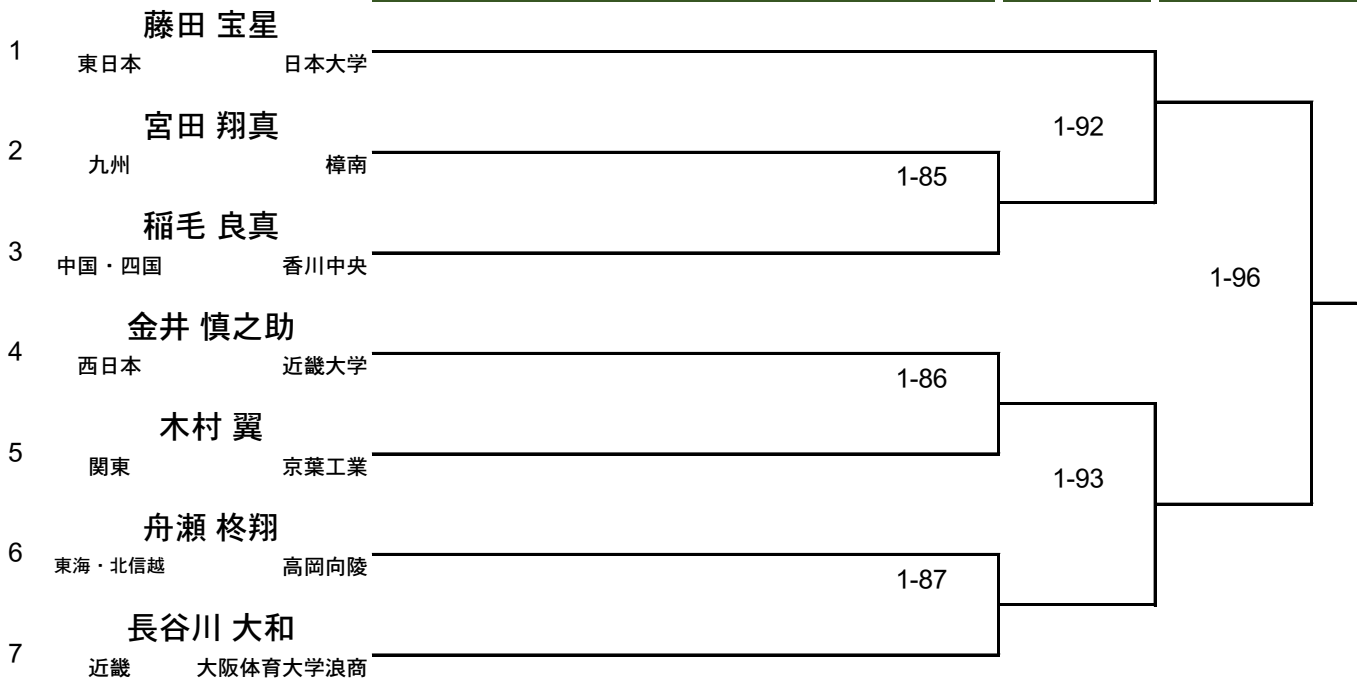 藤田 宝星
1
東日本 日本大学
宮田 翔真
1-92
2
九州 樟南
1-85
稲毛 良真
3
中国・四国 香川中央
1-96
金井 慎之助
4
西日本 近畿大学
1-86
木村 翼
5
関東 京葉工業
1-93
舟瀬 柊翔
6
東海・北信越 高岡向陵
1-87
長谷川 大和
7
近畿 大阪体育大学浪商